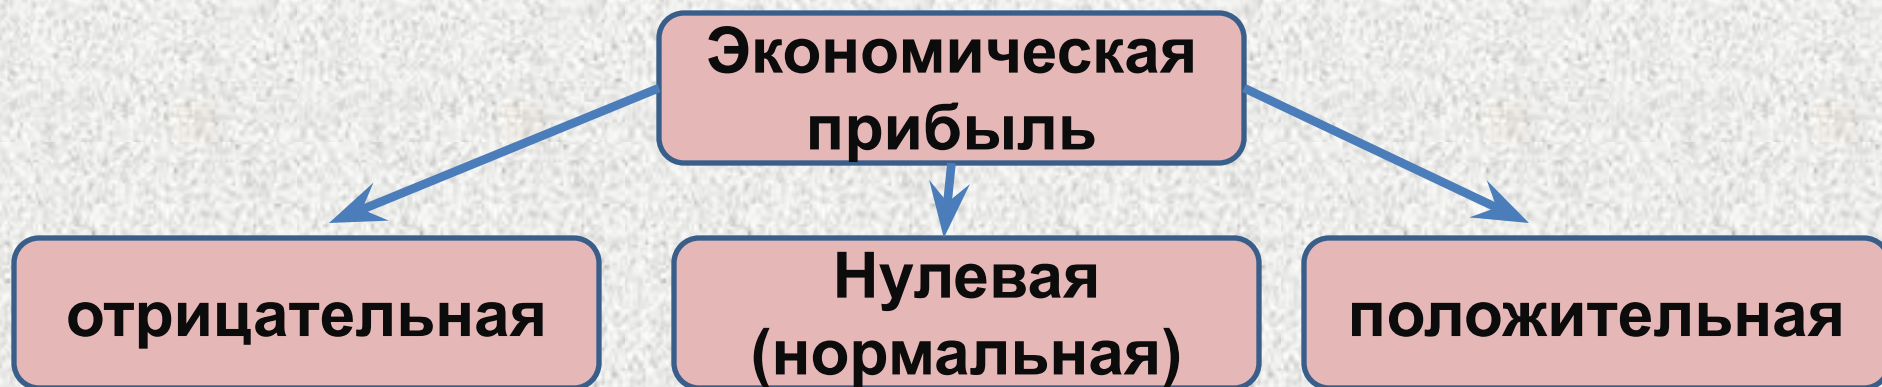 Экономическая
прибыль
отрицательная
Нулевая
(нормальная)
положительная